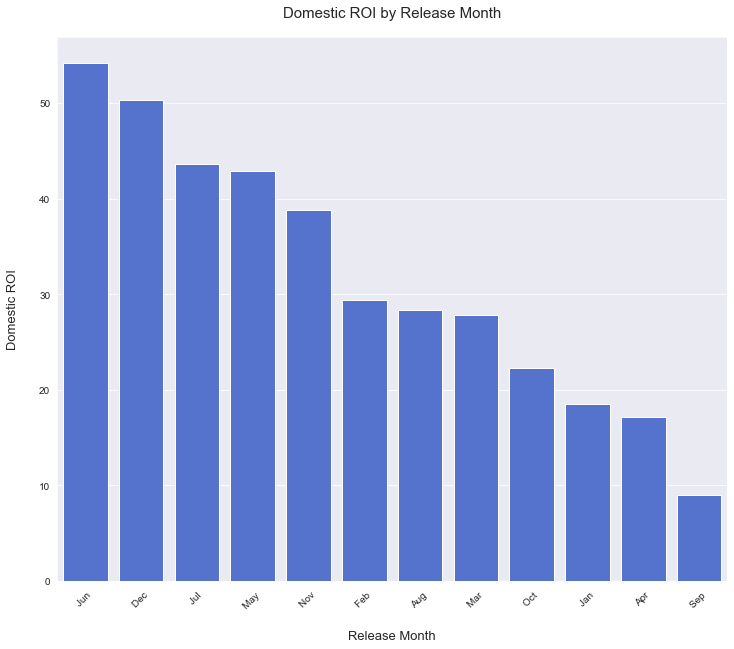 Domestic ROI by Release Month
Domestic ROI
50
40
30
20
10
0
Jun
Dec
Jul
May
Nov
Feb
Aug
Mar
Oct
Jan
Apr
Sep
Release Month